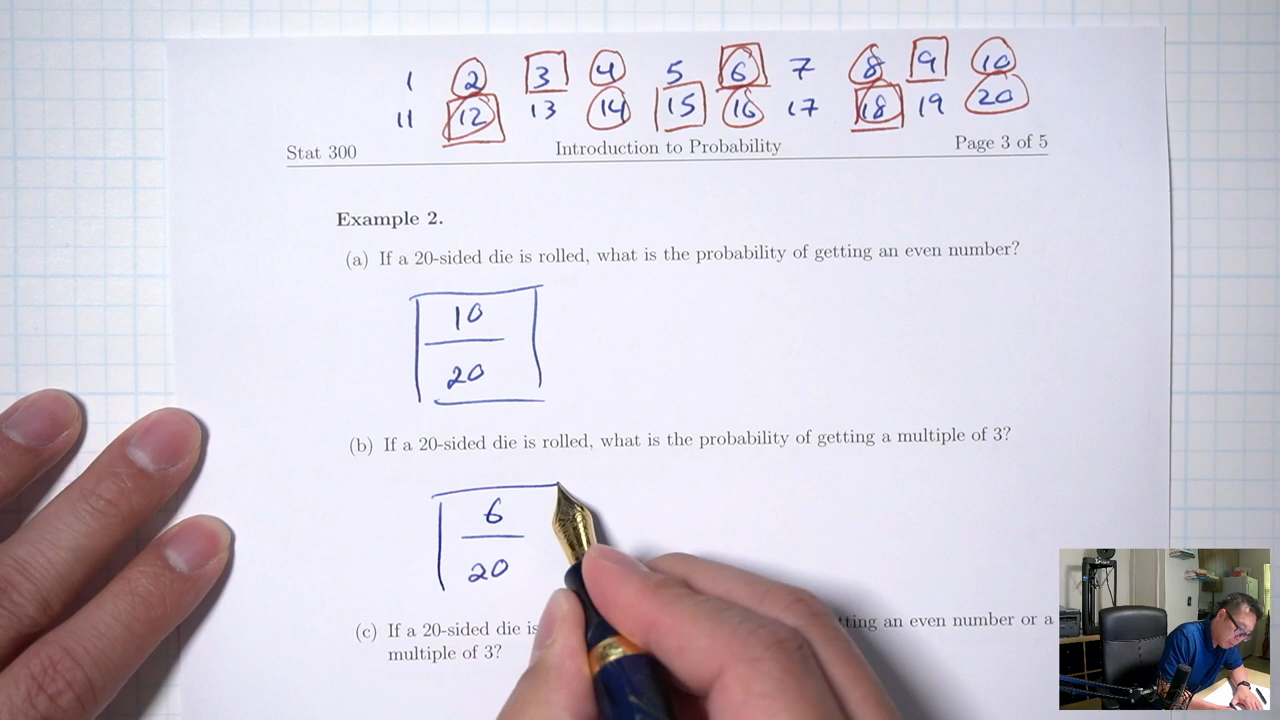 1 2 3 4 5 6 7 8 9 10
11 12 13 14 15 16 17 18 19 20
Stat 300 Introduction to Probability Page 3 of 5
Example 2.
(a) If a 20-sided die is rolled, what is the probability of getting an even number?
10
20
(b) If a 20-sided die is rolled, what is the probability of getting a multiple of 3?
6
20
(c) If a 20-sided die is an even number or a
multiple of 3?